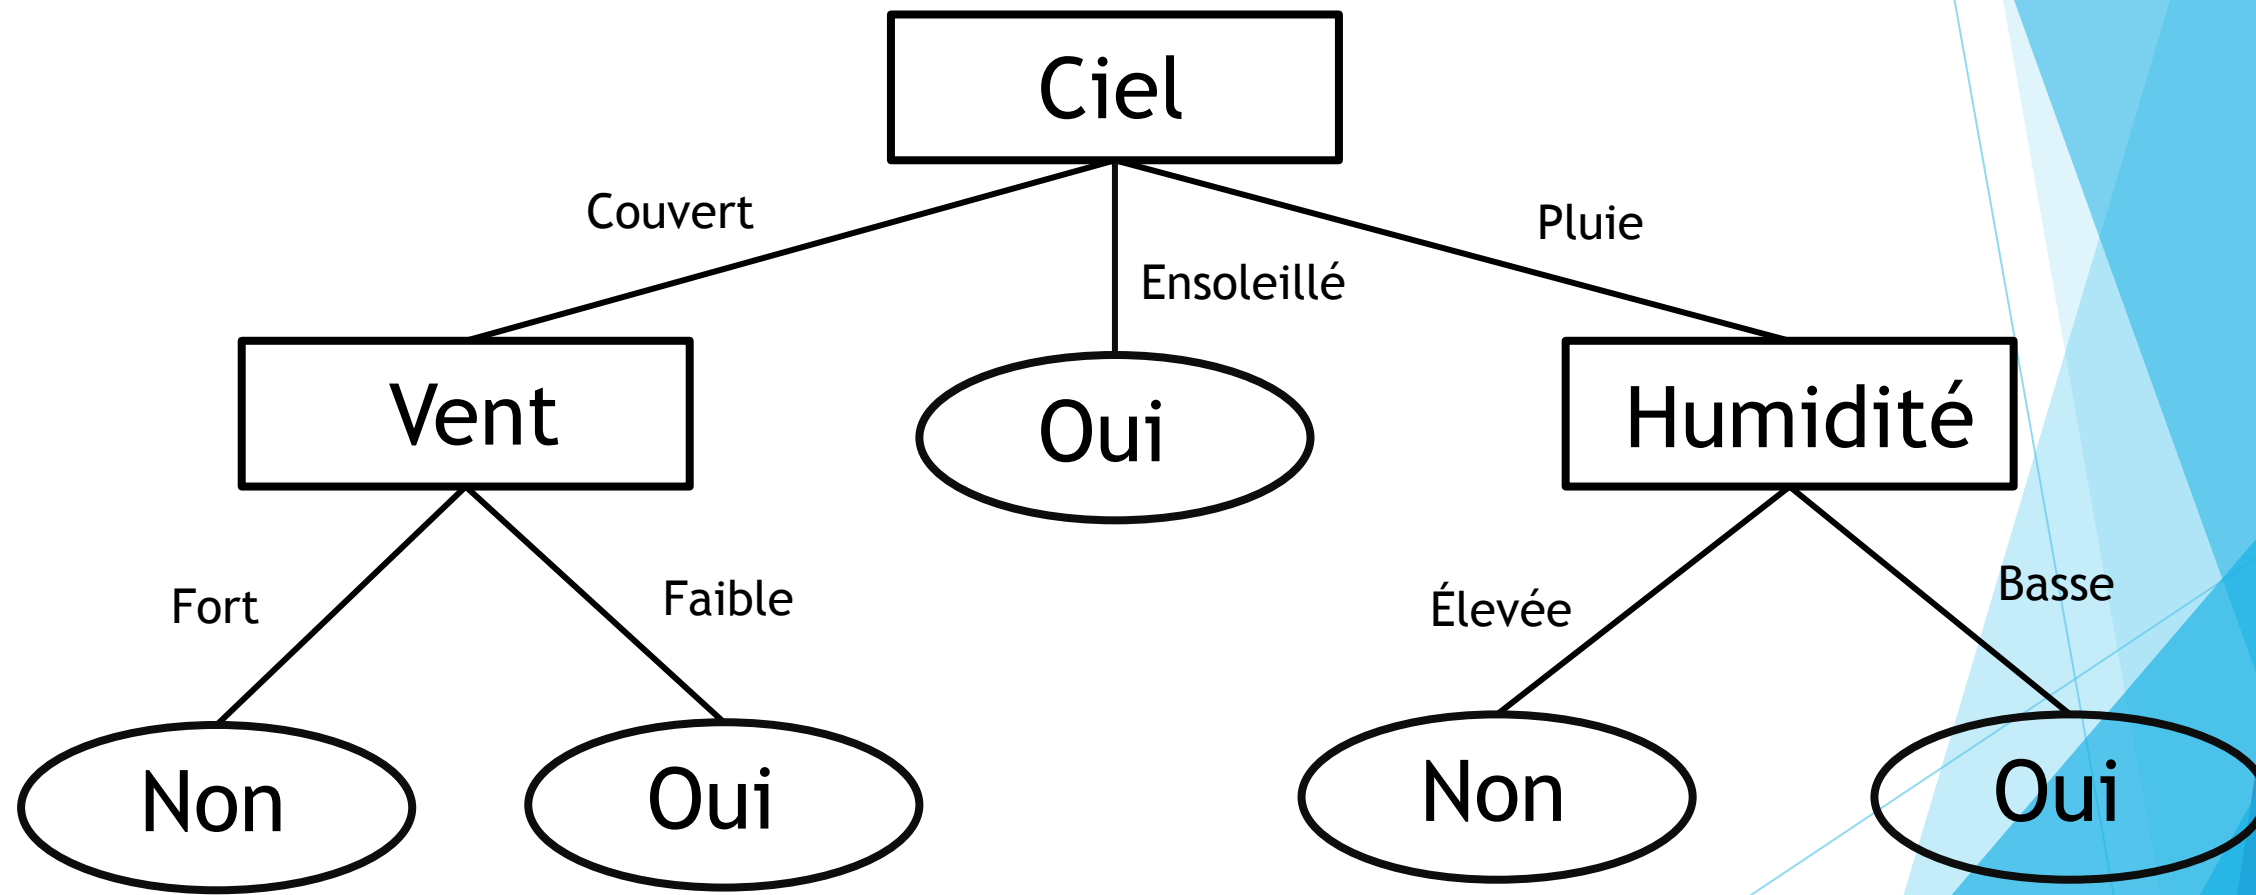 Ciel
Couvert
Ensoleillé
Pluie
Vent
Oui
Humidité
Fort
Faible
Élevée
Basse
Non
Oui
Non
Oui